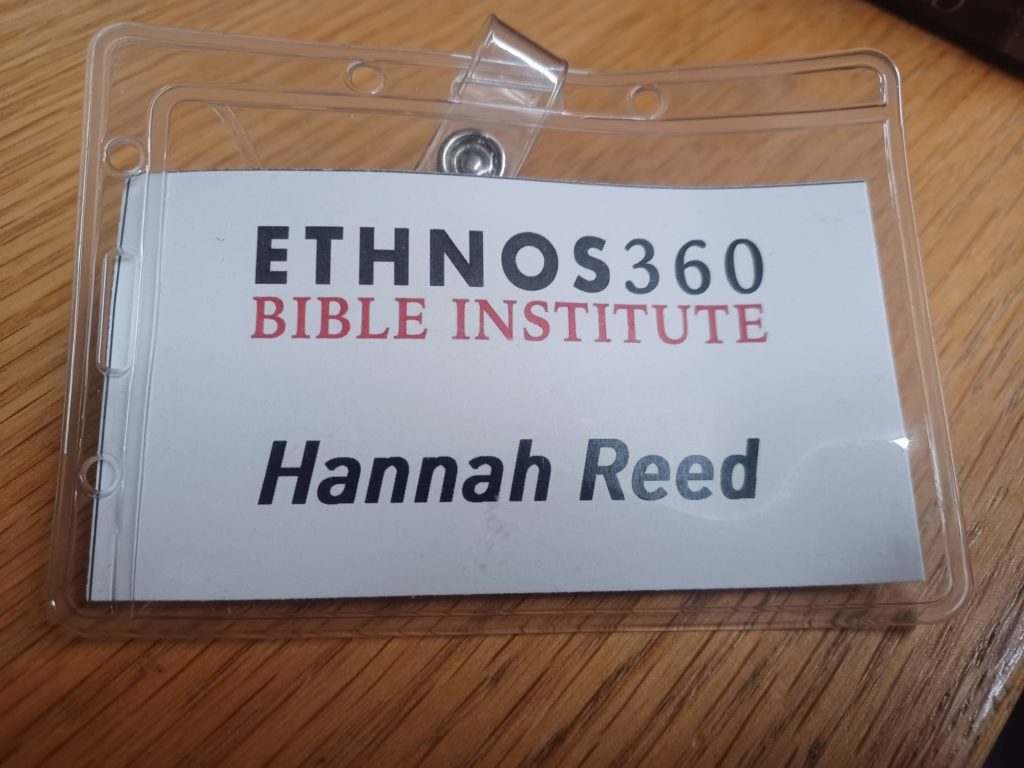 ETHNOS360
BIBLE INSTITUTE
Hannah Reed